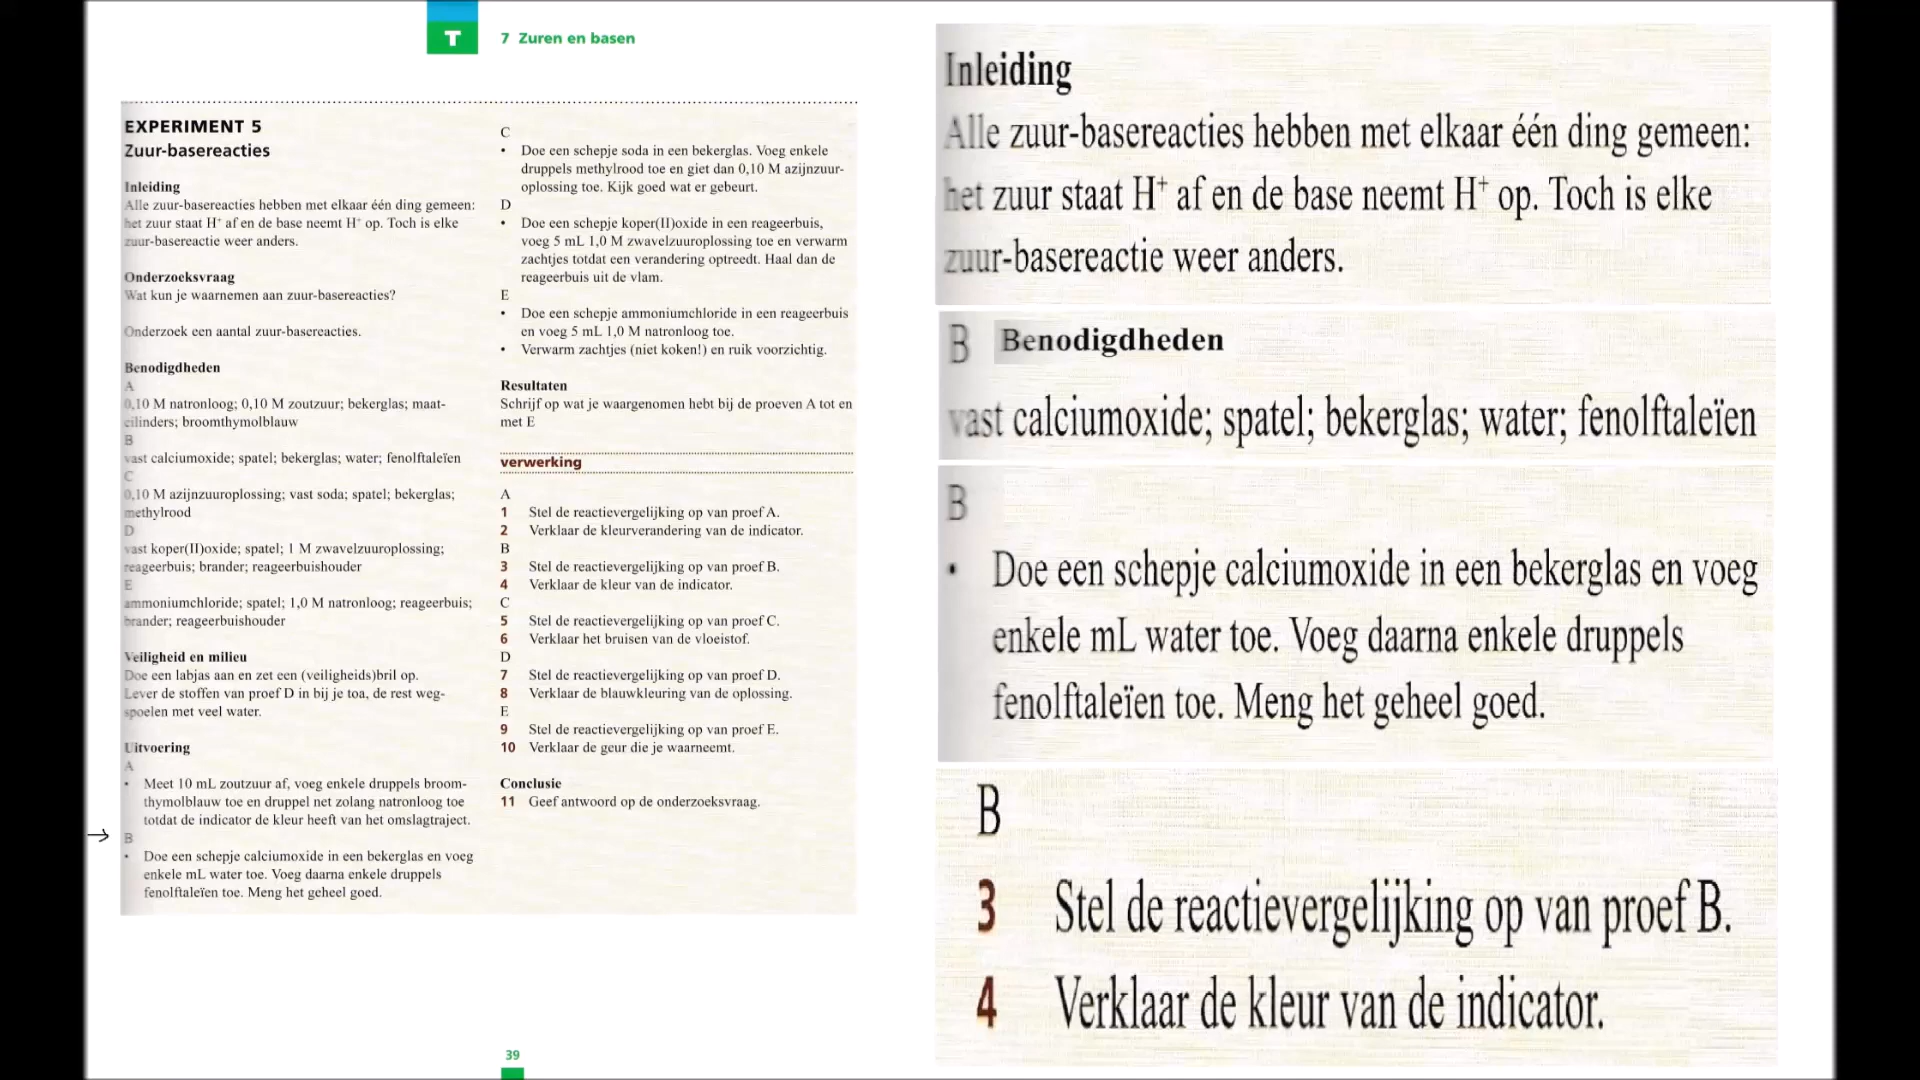 T
7 Zuren en basen
EXPERIMENT 5
Zuur-basereacties
Inleiding
Alle zuur-basereacties hebben met elkaar één ding gemeen:
het zuur staat H⁺ af en de base neemt H⁺ op. Toch is elke
zuur-basereactie weer anders.
Onderzoeksvraag
Wat kun je waarnemen aan zuur-basereacties?
Onderzoek een aantal zuur-basereacties.
Benodigdheden
A
0,10 M natronloog; 0,10 M zoutzuur; bekerglas; maat-
cilinders; broomthymolblauw
B
vast calciumoxide; spatel; bekerglas; water; fenolftaleïen
C
0,10 M azijnzuuroplossing; vast soda; spatel; bekerglas;
methylrood
D
vast koper(II)oxide; spatel; 1 M zwavelzuuroplossing;
reageerbuis; brander; reageerbuishouder
E
ammoniumchloride; spatel; 1,0 M natronloog; reageerbuis;
brander; reageerbuishouder
Veiligheid en milieu
Doe een labjas aan en zet een (veiligheids)bril op.
Lever de stoffen van proef D in bij je toa, de rest weg-
spoelen met veel water.
Uitvoering
A
• Meet 10 mL zoutzuur af, voeg enkele druppels broom-
thymolblauw toe en druppel net zolang natronloog toe
totdat de indicator de kleur heeft van het omslagtraject.
→ B
• Doe een schepje calciumoxide in een bekerglas en voeg
enkele mL water toe. Voeg daarna enkele druppels
fenolftaleïen toe. Meng het geheel goed.
C
• Doe een schepje soda in een bekerglas. Voeg enkele
druppels methylrood toe en giet dan 0,10 M azijnzuur-
oplossing toe. Kijk goed wat er gebeurt.
D
• Doe een schepje koper(II)oxide in een reageerbuis,
voeg 5 mL 1,0 M zwavelzuuroplossing toe en verwarm
zachtjes totdat een verandering optreedt. Haal dan de
reageerbuis uit de vlam.
E
• Doe een schepje ammoniumchloride in een reageerbuis
en voeg 5 mL 1,0 M natronloog toe.
• Verwarm zachtjes (niet koken!) en ruik voorzichtig.
Resultaten
Schrijf op wat je waargenomen hebt bij de proeven A tot en
met E
verwerking
A
1 Stel de reactievergelijking op van proef A.
2 Verklaar de kleurverandering van de indicator.
B
3 Stel de reactievergelijking op van proef B.
4 Verklaar de kleur van de indicator.
C
5 Stel de reactievergelijking op van proef C.
6 Verklaar het bruisen van de vloeistof.
D
7 Stel de reactievergelijking op van proef D.
8 Verklaar de blauwkleuring van de oplossing.
E
9 Stel de reactievergelijking op van proef E.
10 Verklaar de geur die je waarneemt.
Conclusie
11 Geef antwoord op de onderzoeksvraag.
39
Inleiding
Alle zuur-basereacties hebben met elkaar één ding gemeen:
het zuur staat H⁺ af en de base neemt H⁺ op. Toch is elke
zuur-basereactie weer anders.
B Benodigdheden
vast calciumoxide; spatel; bekerglas; water; fenolftaleïen
B
• Doe een schepje calciumoxide in een bekerglas en voeg
enkele mL water toe. Voeg daarna enkele druppels
fenolftaleïen toe. Meng het geheel goed.
B
3 Stel de reactievergelijking op van proef B.
4 Verklaar de kleur van de indicator.